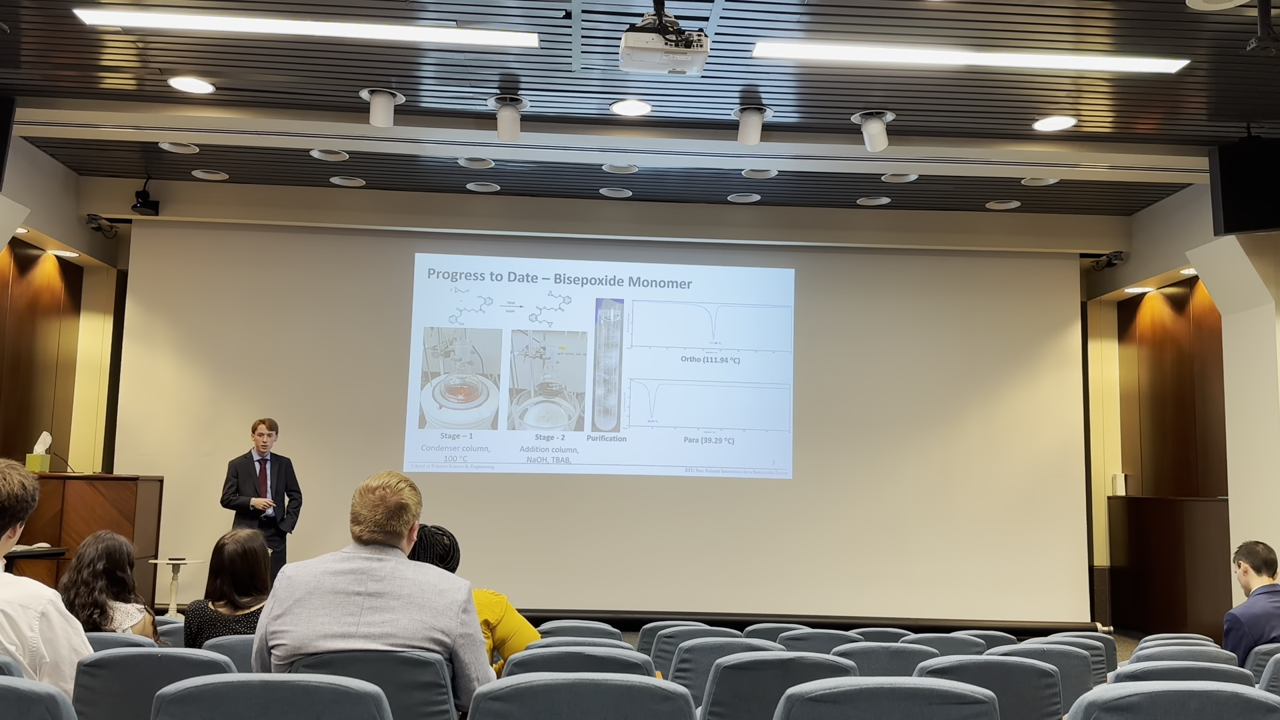 Progress to Date – Bisepoxide Monomer
Ortho (111.94 °C)
Stage – 1
Stage - 2
Purification
Para (39.29 °C)
Condenser column,
100 °C
Addition column,
NaOH, TBAB,